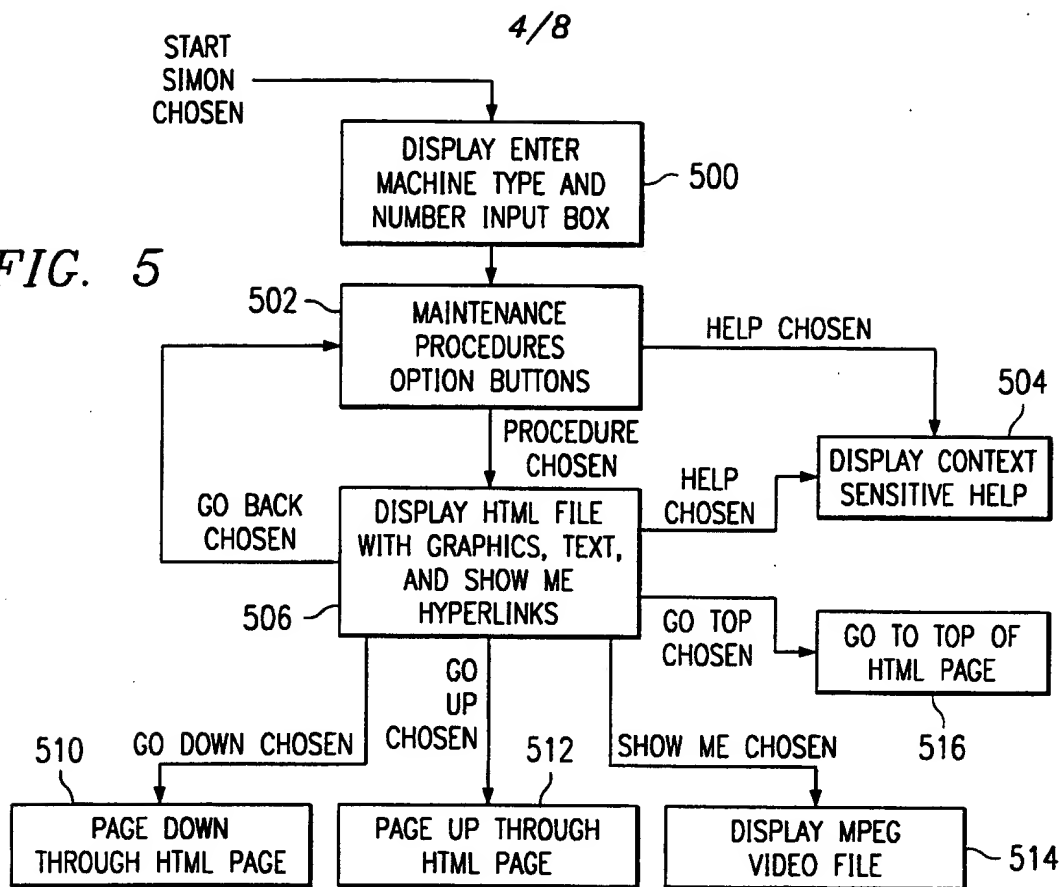 4/8
START
SIMON
CHOSEN
DISPLAY ENTER
MACHINE TYPE AND
NUMBER INPUT BOX
500
FIG. 5
502
MAINTENANCE
PROCEDURES
OPTION BUTTONS
HELP CHOSEN
504
DISPLAY CONTEXT
SENSITIVE HELP
PROCEDURE
CHOSEN
HELP
CHOSEN
GO BACK
CHOSEN
DISPLAY HTML FILE
WITH GRAPHICS, TEXT,
AND SHOW ME
HYPERLINKS
506
GO TOP
CHOSEN
GO TO TOP OF
HTML PAGE
516
GO
UP
CHOSEN
510
GO DOWN CHOSEN
512
SHOW ME CHOSEN
PAGE DOWN
THROUGH HTML PAGE
PAGE UP THROUGH
HTML PAGE
DISPLAY MPEG
VIDEO FILE
514